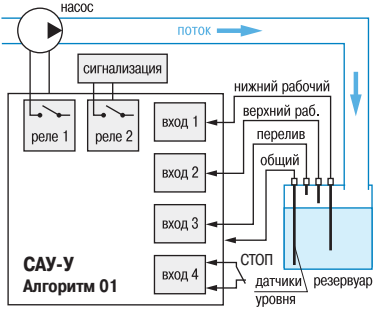 насос
поток
сигнализация
нижний рабочий
верхний раб.
перелив
общий
реле 1
реле 2
вход 1
вход 2
вход 3
вход 4
САУ-У
Алгоритм 01
СТОП
датчики
уровня
резервуар